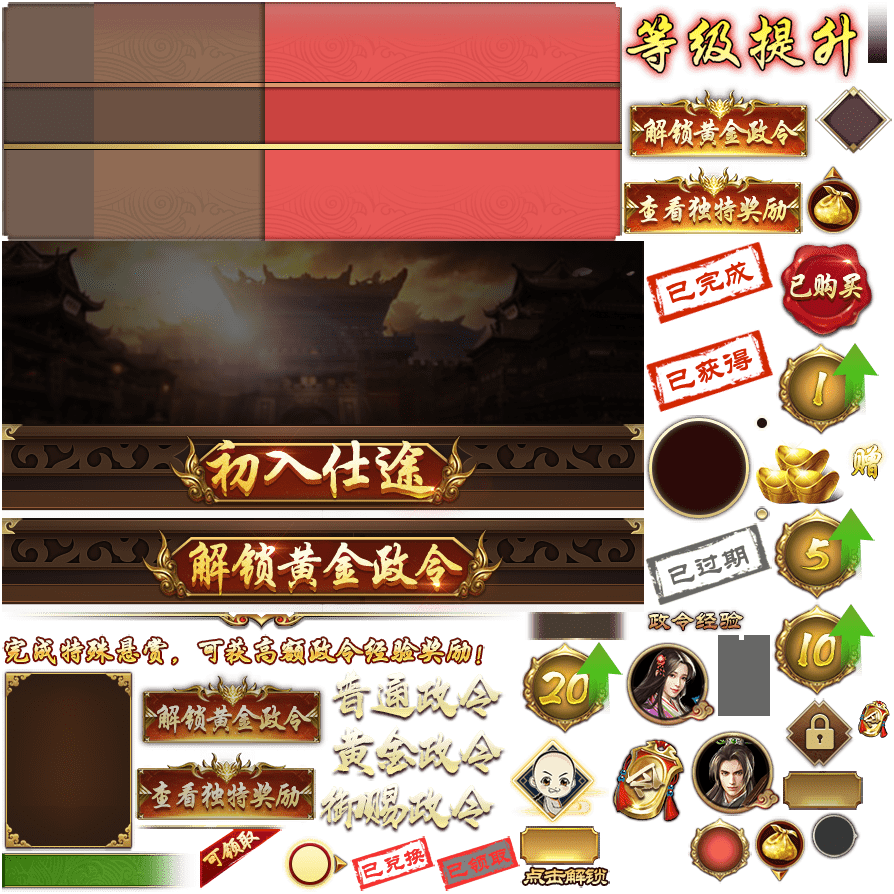 等级提升
解锁黄金政令
查看独特奖励
已完成
已购买
已获得
1
初入仕途
赠
解锁黄金政令
已过期
5
政令经验
完成特殊悬赏，可获高额政令经验奖励！
10
20
解锁黄金政令
普通政令
黄金政令
查看独特奖励
御赐政令
令
可领取
已兑换
已领取
点击解锁